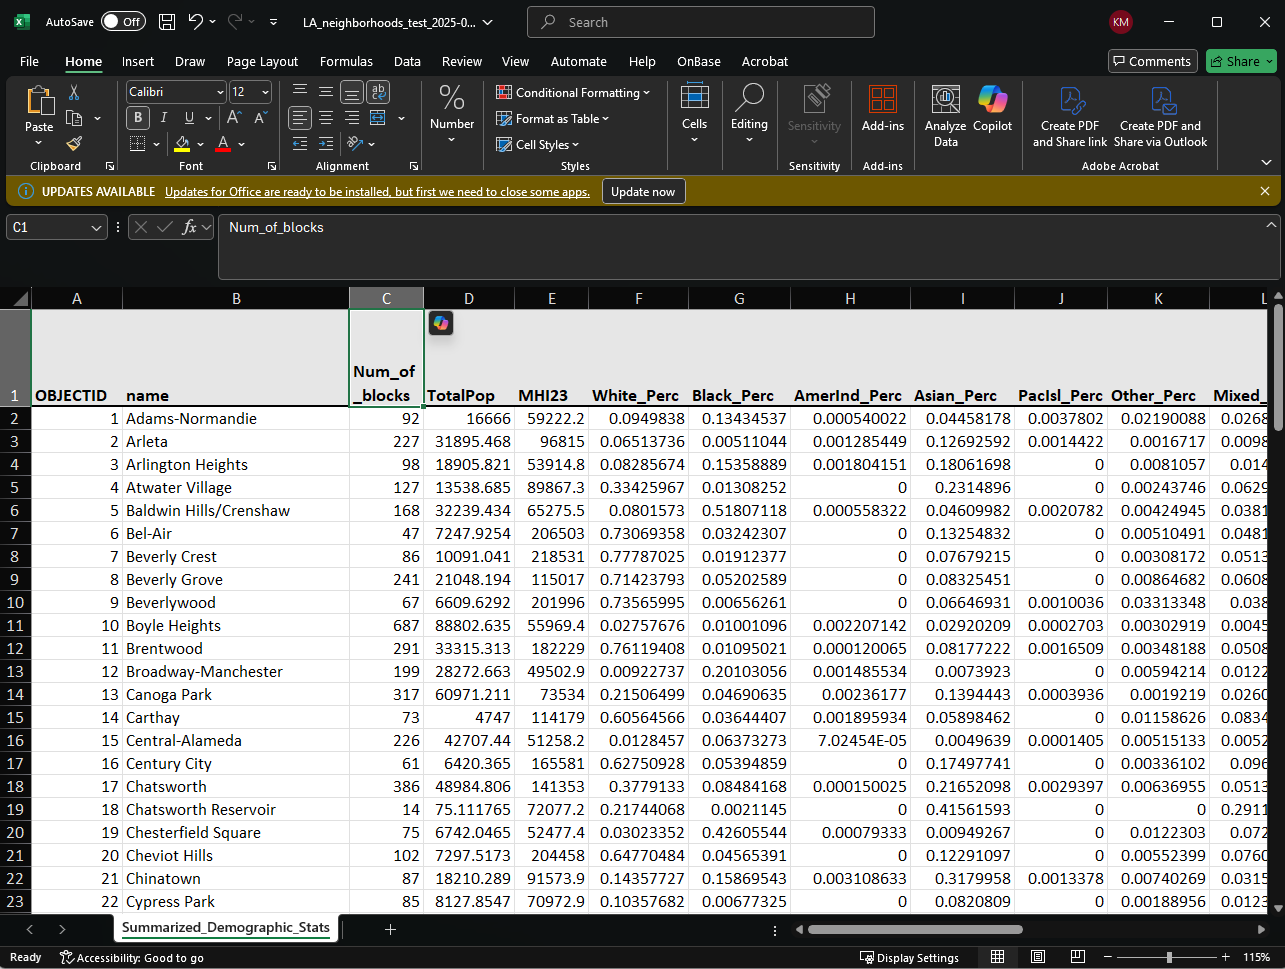 AutoSave Off LA_neighborhoods_test_2025-0... Search KM
File Home Insert Draw Page Layout Formulas Data Review View Automate Help OnBase Acrobat Comments Share
Paste Calibri 12 Number Conditional Formatting Format as Table Cell Styles Cells Editing Sensitivity Add-ins Analyze Data Copilot Create PDF and Share link Create PDF and Share via Outlook
Clipboard Font Alignment Styles Sensitivity Add-ins Adobe Acrobat
UPDATES AVAILABLE Updates for Office are ready to be installed, but first we need to close some apps. Update now
C1 fx Num_of_blocks
A B C D E F G H I J K L
1 OBJECTID name Num_of_blocks TotalPop MHI23 White_Perc Black_Perc AmerInd_Perc Asian_Perc PacIsl_Perc Other_Perc Mixed_
2 1 Adams-Normandie 92 16666 59222.2 0.0949838 0.13434537 0.000540022 0.04458178 0.0037802 0.02190088 0.0268
3 2 Arleta 227 31895.468 96815 0.06513736 0.00511044 0.001285449 0.12692592 0.0014422 0.0016717 0.0098
4 3 Arlington Heights 98 18905.821 53914.8 0.08285674 0.15358889 0.001804151 0.18061698 0 0.0081057 0.014
5 4 Atwater Village 127 13538.685 89867.3 0.33425967 0.01308252 0 0.2314896 0 0.00243746 0.0629
6 5 Baldwin Hills/Crenshaw 168 32239.434 65275.5 0.0801573 0.51807118 0.000558322 0.04609982 0.0020782 0.00424945 0.0381
7 6 Bel-Air 47 7247.9254 206503 0.73069358 0.03242307 0 0.13254832 0 0.00510491 0.0481
8 7 Beverly Crest 86 10091.041 218531 0.77787025 0.01912377 0 0.07679215 0 0.00308172 0.0513
9 8 Beverly Grove 241 21048.194 115017 0.71423793 0.05202589 0 0.08325451 0 0.00864682 0.0608
10 9 Beverlywood 67 6609.6292 201996 0.73565995 0.00656261 0 0.06646931 0.0010036 0.03313348 0.038
11 10 Boyle Heights 687 88802.635 55969.4 0.02757676 0.01001096 0.002207142 0.02920209 0.0002703 0.00302919 0.0045
12 11 Brentwood 291 33315.313 182229 0.76119408 0.01095021 0.000120065 0.08177222 0.0016509 0.00348188 0.0508
13 12 Broadway-Manchester 199 28272.663 49502.9 0.00922737 0.20103056 0.001485534 0.0073923 0 0.00594214 0.0122
14 13 Canoga Park 317 60971.211 73534 0.21506499 0.04690635 0.00236177 0.1394443 0.0003936 0.0019219 0.0260
15 14 Carthay 73 4747 114179 0.60564566 0.03644407 0.001895934 0.05898462 0 0.01158626 0.0834
16 15 Central-Alameda 226 42707.44 51258.2 0.0128457 0.06373273 7.02454E-05 0.0049639 0.0001405 0.00515133 0.0052
17 16 Century City 61 6420.365 165581 0.62750928 0.05394859 0 0.17497741 0 0.00336102 0.096
18 17 Chatsworth 386 48984.806 141353 0.3779133 0.08484168 0.000150025 0.21652098 0.0029397 0.00636955 0.0513
19 18 Chatsworth Reservoir 14 75.111765 72077.2 0.21744068 0.0021145 0 0.41561593 0 0 0.2911
20 19 Chesterfield Square 75 6742.0465 52477.4 0.03023352 0.42605544 0.00079333 0.00949267 0 0.0122303 0.072
21 20 Cheviot Hills 102 7297.5173 204458 0.64770484 0.04565391 0 0.12291097 0 0.00552399 0.0760
22 21 Chinatown 87 18210.289 91573.9 0.14357727 0.15869543 0.003108633 0.3179958 0.0013378 0.00740269 0.0315
23 22 Cypress Park 85 8127.8547 70972.9 0.10357682 0.00677325 0 0.0820809 0 0.00188956 0.0123
Summarized_Demographic_Stats
Ready Accessibility: Good to go Display Settings 115%